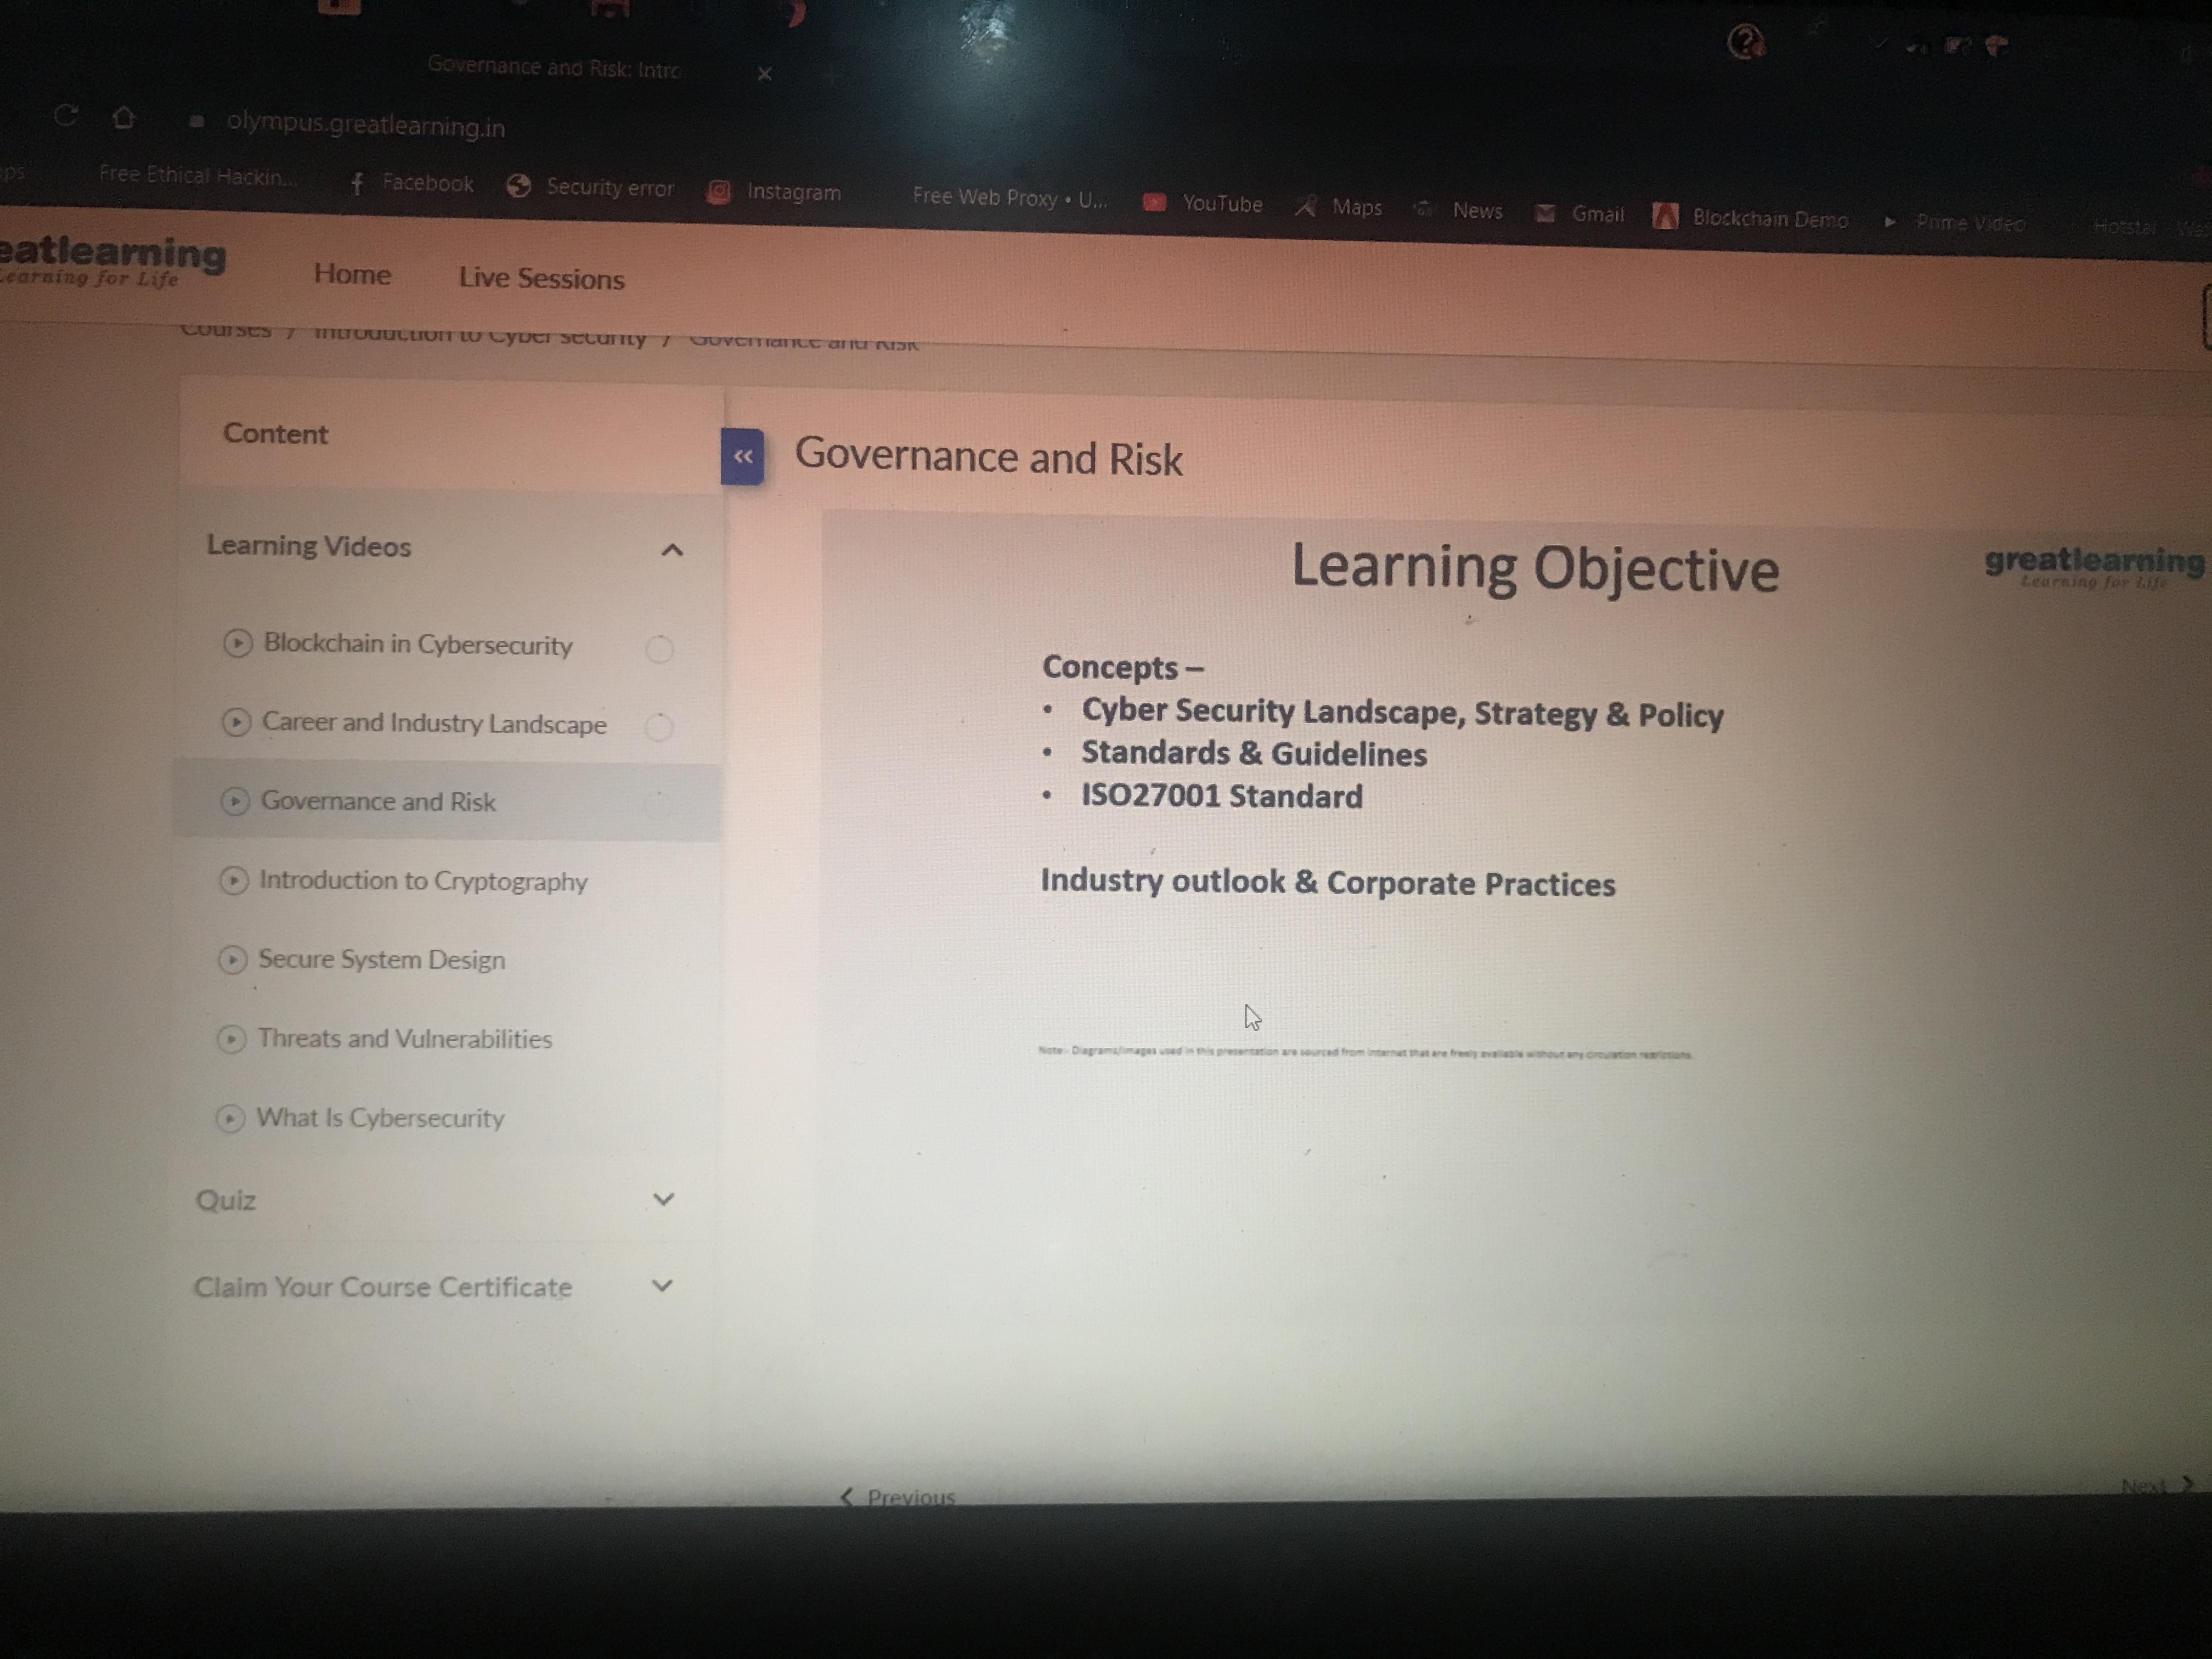 Governance and Risk: Intro
olympus.greatlearning.in
Free Ethical Hackin...
Facebook
Security error
Instagram
Free Web Proxy • U...
YouTube
Maps
News
Gmail
Blockchain Demo
Prime Video
Hotstar
eatlearning
Learning for Life
Home
Live Sessions
Courses / Introduction to Cyber security / Governance and Risk
Content
Learning Videos
Blockchain in Cybersecurity
Career and Industry Landscape
Governance and Risk
Introduction to Cryptography
Secure System Design
Threats and Vulnerabilities
What Is Cybersecurity
Quiz
Claim Your Course Certificate
Governance and Risk
Learning Objective
greatlearning
Learning for Life
Concepts –
• Cyber Security Landscape, Strategy & Policy
• Standards & Guidelines
• ISO27001 Standard
Industry outlook & Corporate Practices
Note:- Diagrams/images used in this presentation are sourced from internet that are freely available without any circulation restrictions.
Previous
Next